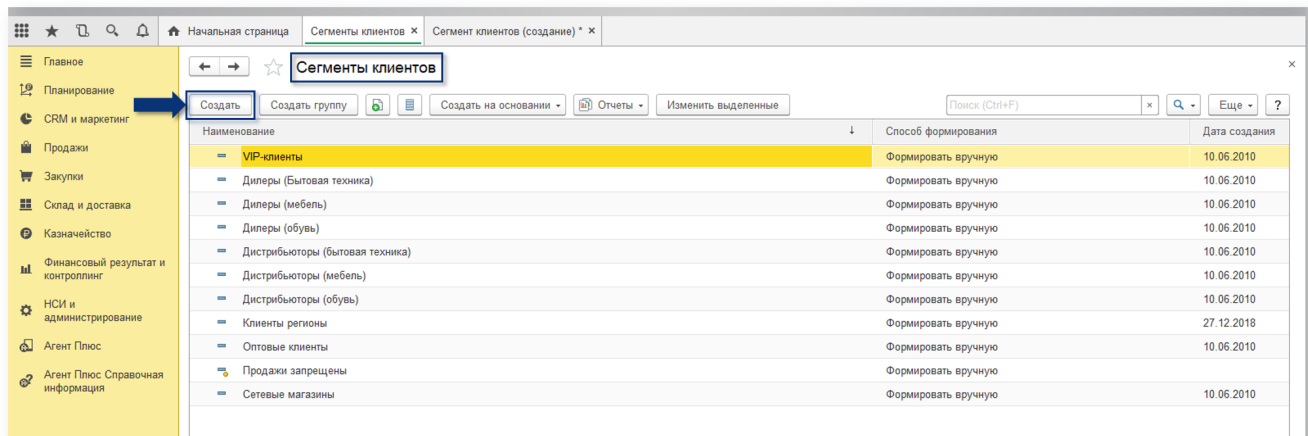 Начальная страница
Сегменты клиентов ×
Сегмент клиентов (создание) * ×
Главное
Планирование
CRM и маркетинг
Продажи
Закупки
Склад и доставка
Казначейство
Финансовый результат и
контроллинг
НСИ и
администрирование
Агент Плюс
Агент Плюс Справочная
информация
Сегменты клиентов
×
Создать
Создать группу
Создать на основании
Отчеты
Изменить выделенные
Поиск (Ctrl+F)
×
Еще
?
Наименование ↓ Способ формирования Дата создания
VIP-клиенты Формировать вручную 10.06.2010
Дилеры (Бытовая техника) Формировать вручную 10.06.2010
Дилеры (мебель) Формировать вручную 10.06.2010
Дилеры (обувь) Формировать вручную 10.06.2010
Дистрибьюторы (бытовая техника) Формировать вручную 10.06.2010
Дистрибьюторы (мебель) Формировать вручную 10.06.2010
Дистрибьюторы (обувь) Формировать вручную 10.06.2010
Клиенты регионы Формировать вручную 27.12.2018
Оптовые клиенты Формировать вручную 10.06.2010
Продажи запрещены Формировать вручную
Сетевые магазины Формировать вручную 10.06.2010